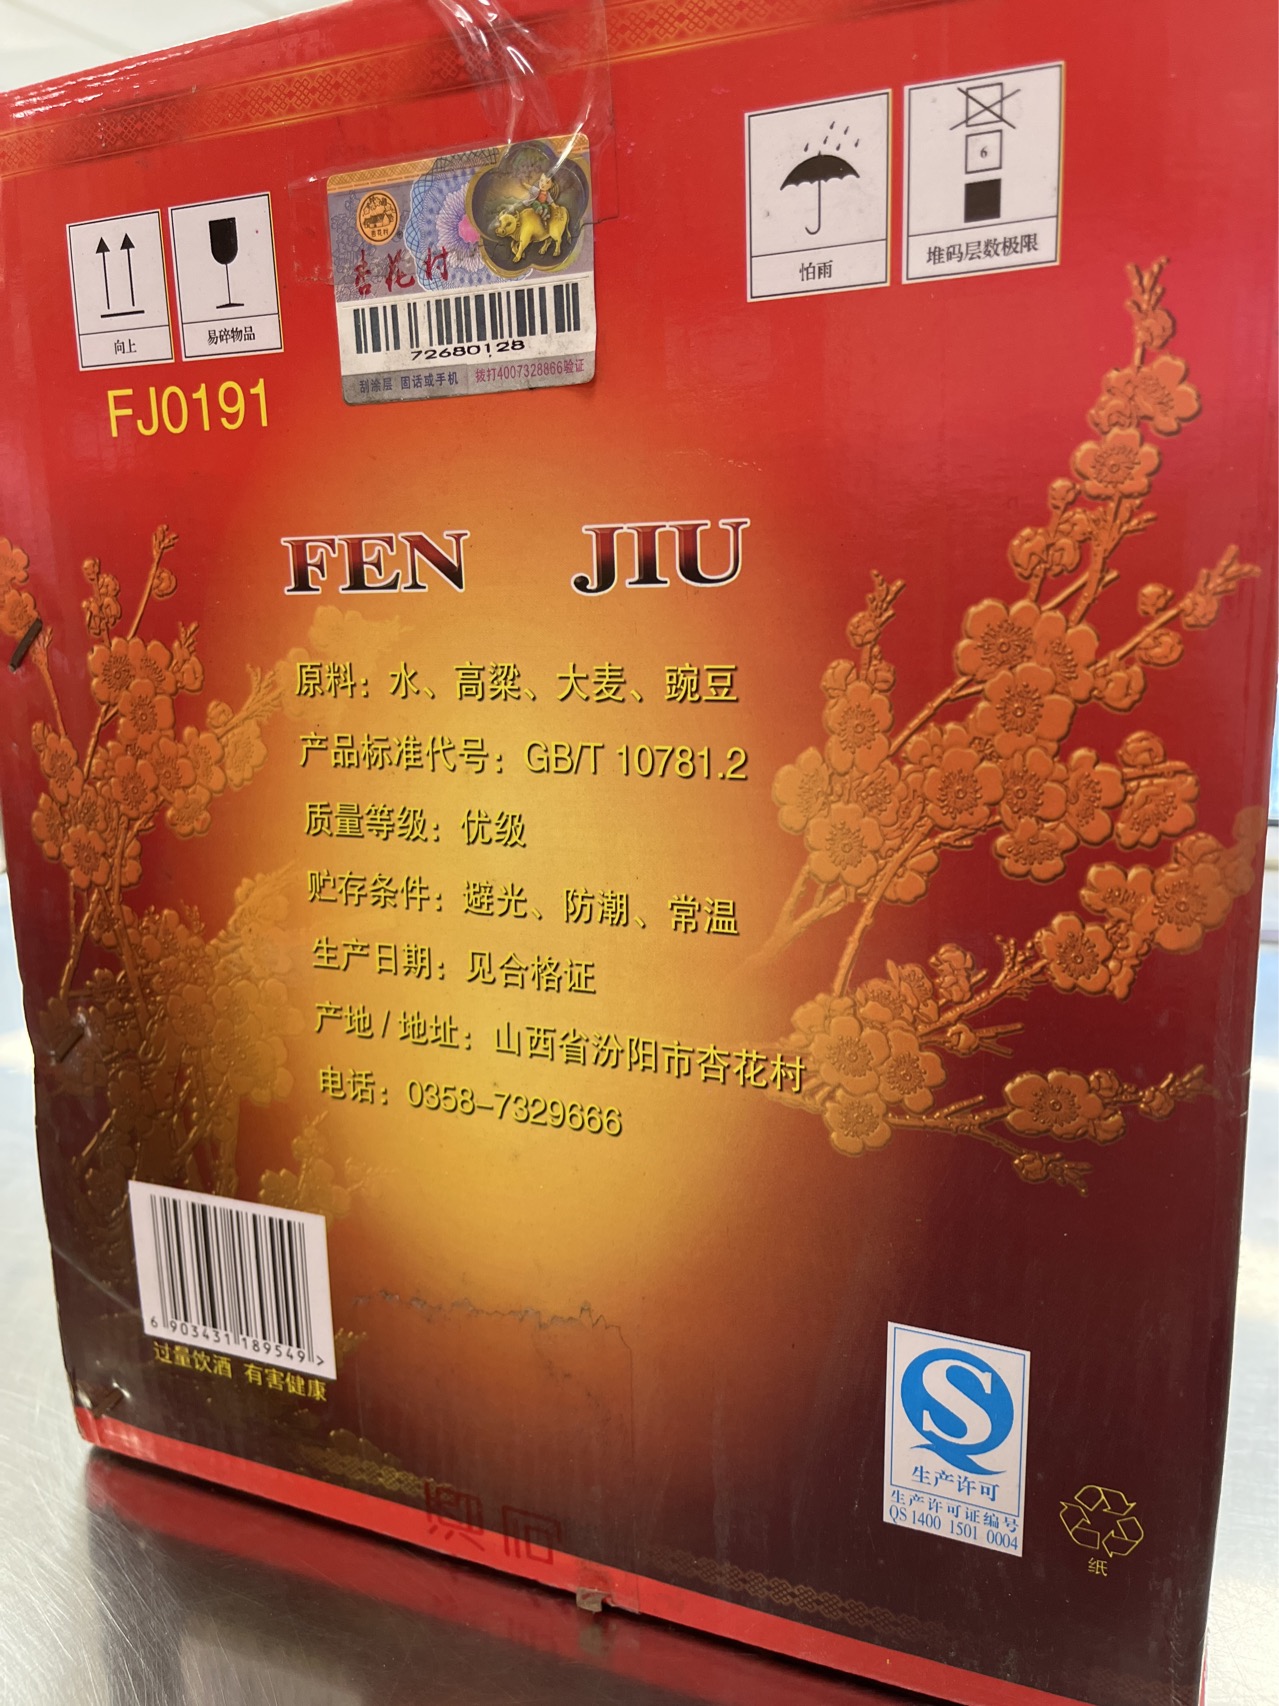 6
怕雨
堆码层数极限
向上
易碎物品
杏花村
杏花村
72680128
刮涂层 固话或手机 拨打4007328866验证
FJ0191
FEN JIU
原料：水、高粱、大麦、豌豆
产品标准代号：GB/T 10781.2
质量等级：优级
贮存条件：避光、防潮、常温
生产日期：见合格证
产地/地址：山西省汾阳市杏花村
电话：0358-7329666
6 903431 189549 >
过量饮酒 有害健康
S
生产许可
生产许可证编号
QS 1400 1501 0004
纸